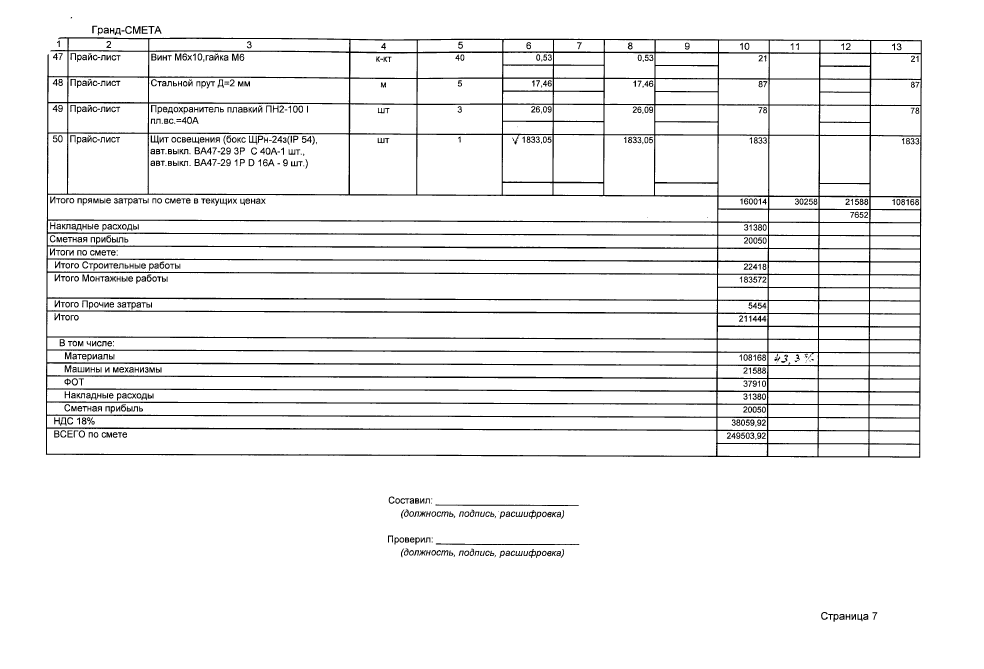 Гранд-СМЕТА
1 2 3 4 5 6 7 8 9 10 11 12 13
47 Прайс-лист Винт М6х10,гайка М6 к-кт 40 0,53 0,53 21 21
48 Прайс-лист Стальной прут Д=2 мм м 5 17,46 17,46 87 87
49 Прайс-лист Предохранитель плавкий ПН2-100 I шт 3 26,09 26,09 78 78
пл.вс.=40А
50 Прайс-лист Щит освещения (бокс ЩРн-24з(IP 54), шт 1 √ 1833,05 1833,05 1833 1833
авт.выкл. ВА47-29 3Р С 40А-1 шт.,
авт.выкл. ВА47-29 1Р D 16А - 9 шт.)
Итого прямые затраты по смете в текущих ценах 160014 30258 21588 108168
7652
Накладные расходы 31380
Сметная прибыль 20050
Итоги по смете:
Итого Строительные работы 22418
Итого Монтажные работы 183572
Итого Прочие затраты 5454
Итого 211444
В том числе:
Материалы 108168 43,3%
Машины и механизмы 21588
ФОТ 37910
Накладные расходы 31380
Сметная прибыль 20050
НДС 18% 38059,92
ВСЕГО по смете 249503,92
Составил: ___________________________
(должность, подпись, расшифровка)
Проверил: ___________________________
(должность, подпись, расшифровка)
Страница 7